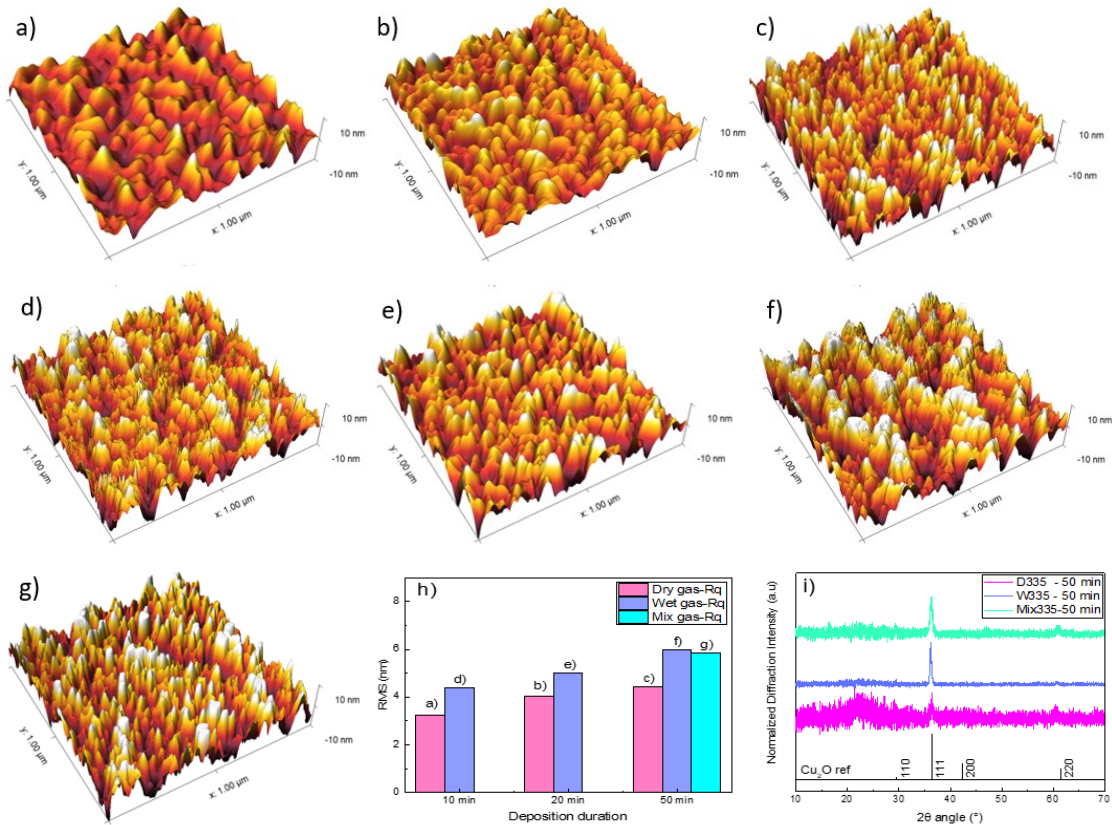 a)
10 nm
-10 nm
y: 1.00 µm
x: 1.00 µm
b)
10 nm
-10 nm
y: 1.00 µm
x: 1.00 µm
c)
10 nm
-10 nm
y: 1.00 µm
x: 1.00 µm
d)
10 nm
-10 nm
y: 1.00 µm
x: 1.00 µm
e)
10 nm
-10 nm
y: 1.00 µm
x: 1.00 µm
f)
10 nm
-10 nm
y: 1.00 µm
x: 1.00 µm
g)
10 nm
-10 nm
y: 1.00 µm
x: 1.00 µm
h)
Dry gas-Rq
Wet gas-Rq
Mix gas-Rq
8
6
4
2
0
RMS (nm)
a)
d)
b)
e)
c)
f)
g)
10 min
20 min
50 min
Deposition duration
i)
D335 - 50 min
W335 - 50 min
Mix335-50 min
Normalized Diffraction Intensity (a.u)
Cu₂O ref
110
111
200
220
10
20
30
40
50
60
70
2θ angle (°)